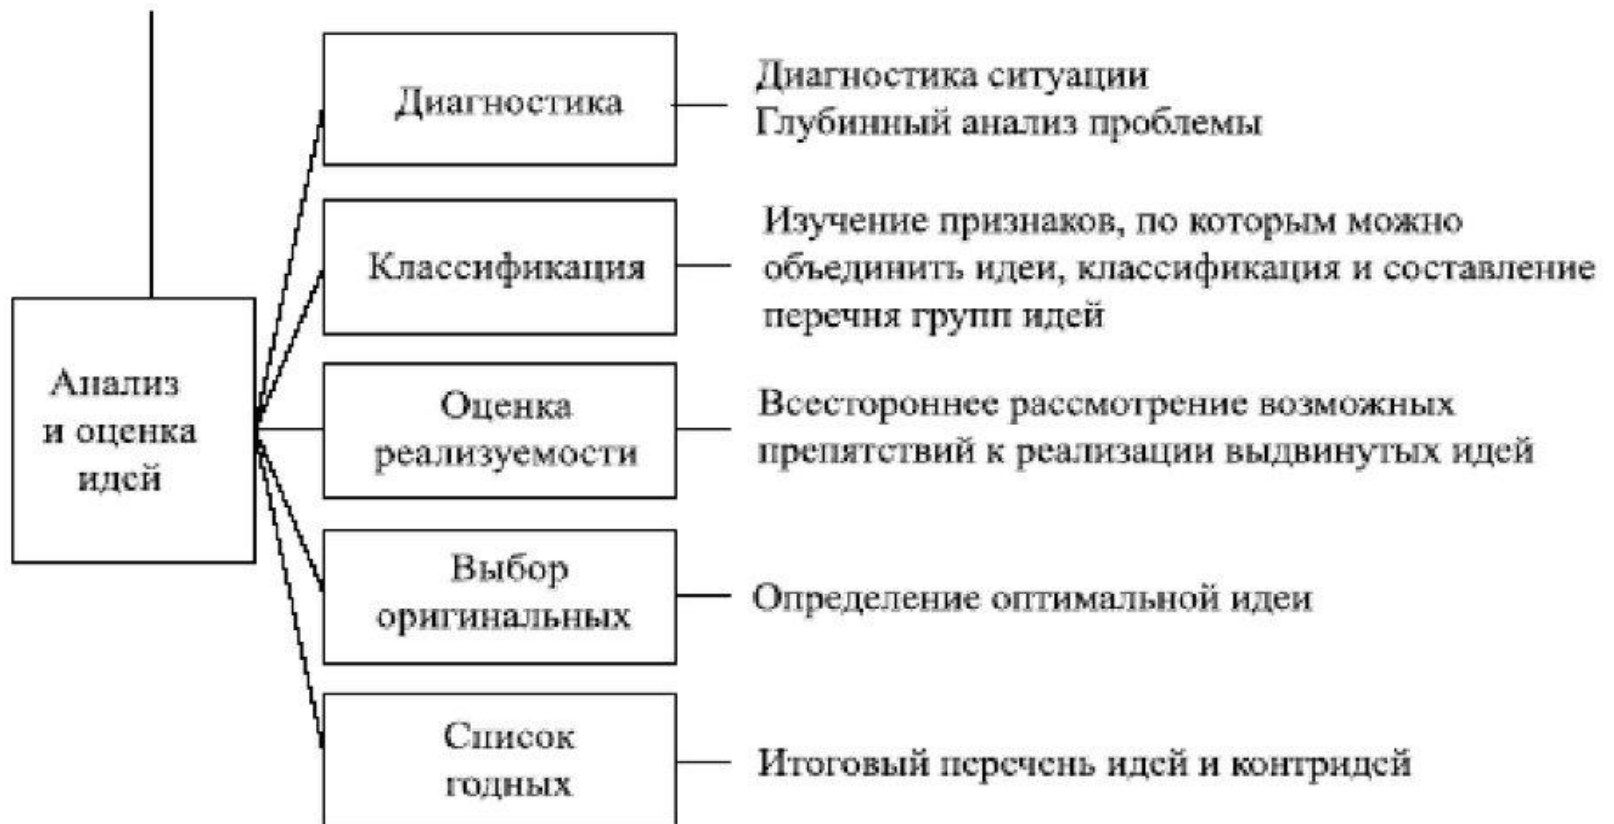 Диагностика
Диагностика ситуации
Глубинный анализ проблемы
Классификация
Изучение признаков, по которым можно
объединить идеи, классификация и составление
перечня групп идей
Анализ
и оценка
идей
Оценка
реализуемости
Всестороннее рассмотрение возможных
препятствий к реализации выдвинутых идей
Выбор
оригинальных
Определение оптимальной идеи
Список
годных
Итоговый перечень идей и контридей